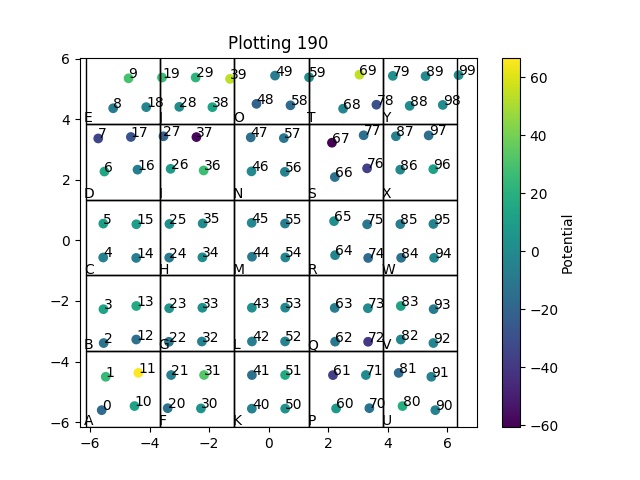 Plotting 190
6
9 19 29 39 49 59 69 79 89 99
60
8 18 28 38 48 58 68 78 88 98
E J O T Y
4
7 17 27 37 47 57 67 77 87 97
40
6 16 26 36 46 56 66 76 86 96
2
D I N S X
20
5 15 25 35 45 55 65 75 85 95
0
4 14 24 34 44 54 64 74 84 94
C H M R W
0
Potential
−2
3 13 23 33 43 53 63 73 83 93
−20
2 12 22 32 42 52 62 72 82 92
B G L Q V
−4
1 11 21 31 41 51 61 71 81 91
−40
0 10 20 30 40 50 60 70 80 90
A F K P U
−6
−60
−6 −4 −2 0 2 4 6